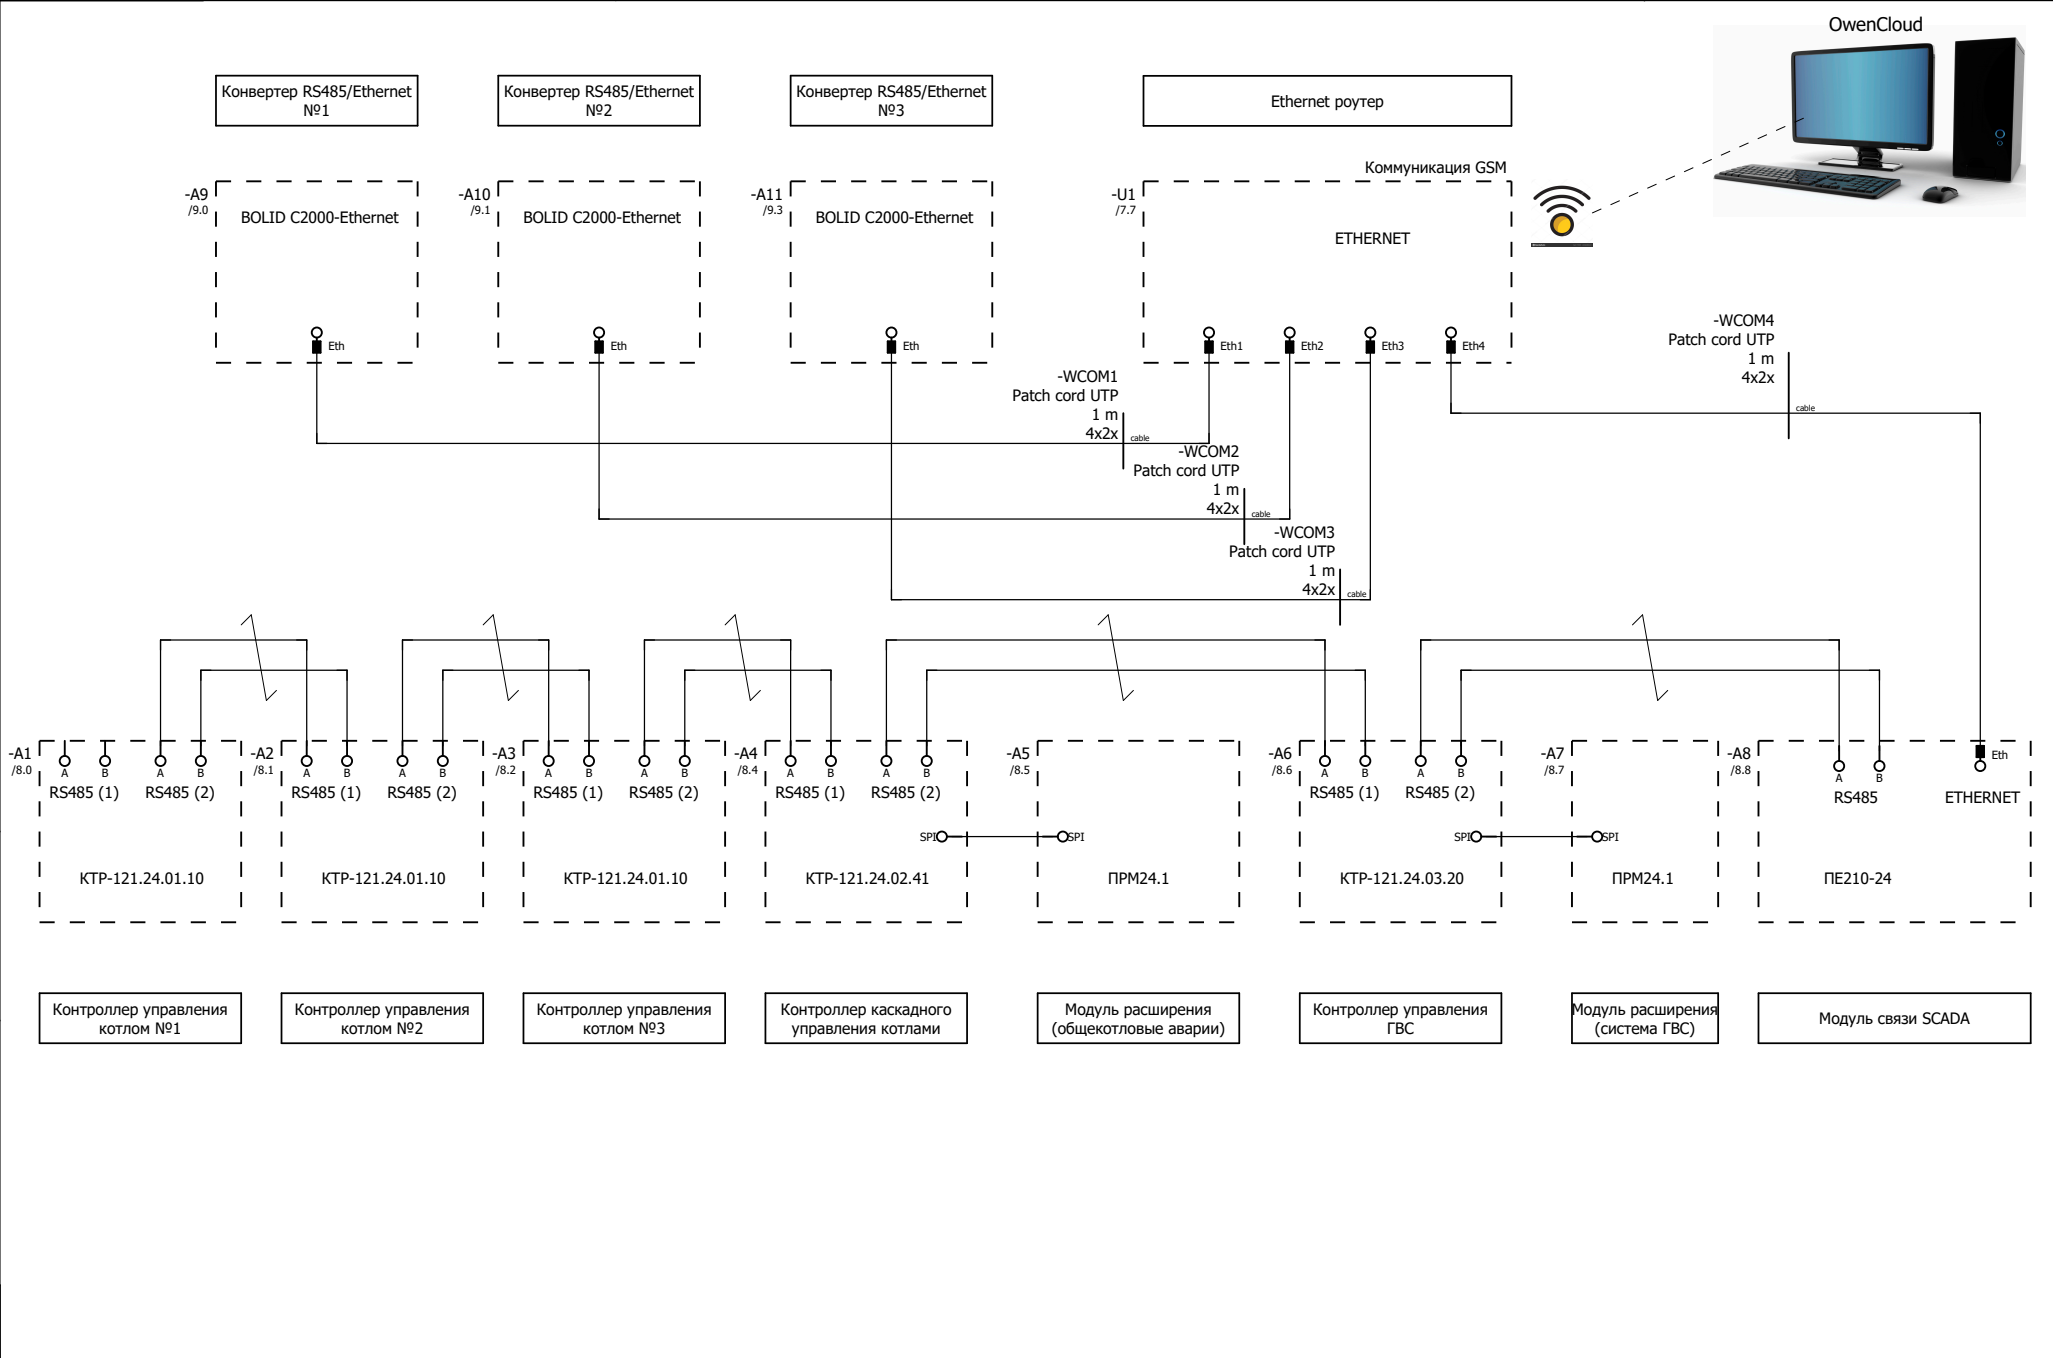 OwenCloud
Конвертер RS485/Ethernet
№1
Конвертер RS485/Ethernet
№2
Конвертер RS485/Ethernet
№3
Ethernet роутер
Коммуникация GSM
-A9
/9.0
BOLID C2000-Ethernet
Eth
-A10
/9.1
BOLID C2000-Ethernet
Eth
-A11
/9.3
BOLID C2000-Ethernet
Eth
-U1
/7.7
ETHERNET
Eth1
Eth2
Eth3
Eth4
-WCOM4
Patch cord UTP
1 m
4x2x
cable
-WCOM1
Patch cord UTP
1 m
4x2x
cable
-WCOM2
Patch cord UTP
1 m
4x2x
cable
-WCOM3
Patch cord UTP
1 m
4x2x
cable
-A1
/8.0
A
B
A
B
RS485 (1)
RS485 (2)
КТР-121.24.01.10
-A2
/8.1
A
B
A
B
RS485 (1)
RS485 (2)
КТР-121.24.01.10
-A3
/8.2
A
B
A
B
RS485 (1)
RS485 (2)
КТР-121.24.01.10
-A4
/8.4
A
B
A
B
RS485 (1)
RS485 (2)
SPI
КТР-121.24.02.41
-A5
/8.5
SPI
ПРМ24.1
-A6
/8.6
A
B
A
B
RS485 (1)
RS485 (2)
SPI
КТР-121.24.03.20
-A7
/8.7
SPI
ПРМ24.1
-A8
/8.8
A
B
Eth
RS485
ETHERNET
ПЕ210-24
Контроллер управления
котлом №1
Контроллер управления
котлом №2
Контроллер управления
котлом №3
Контроллер каскадного
управления котлами
Модуль расширения
(общекотловые аварии)
Контроллер управления
ГВС
Модуль расширения
(система ГВС)
Модуль связи SCADA